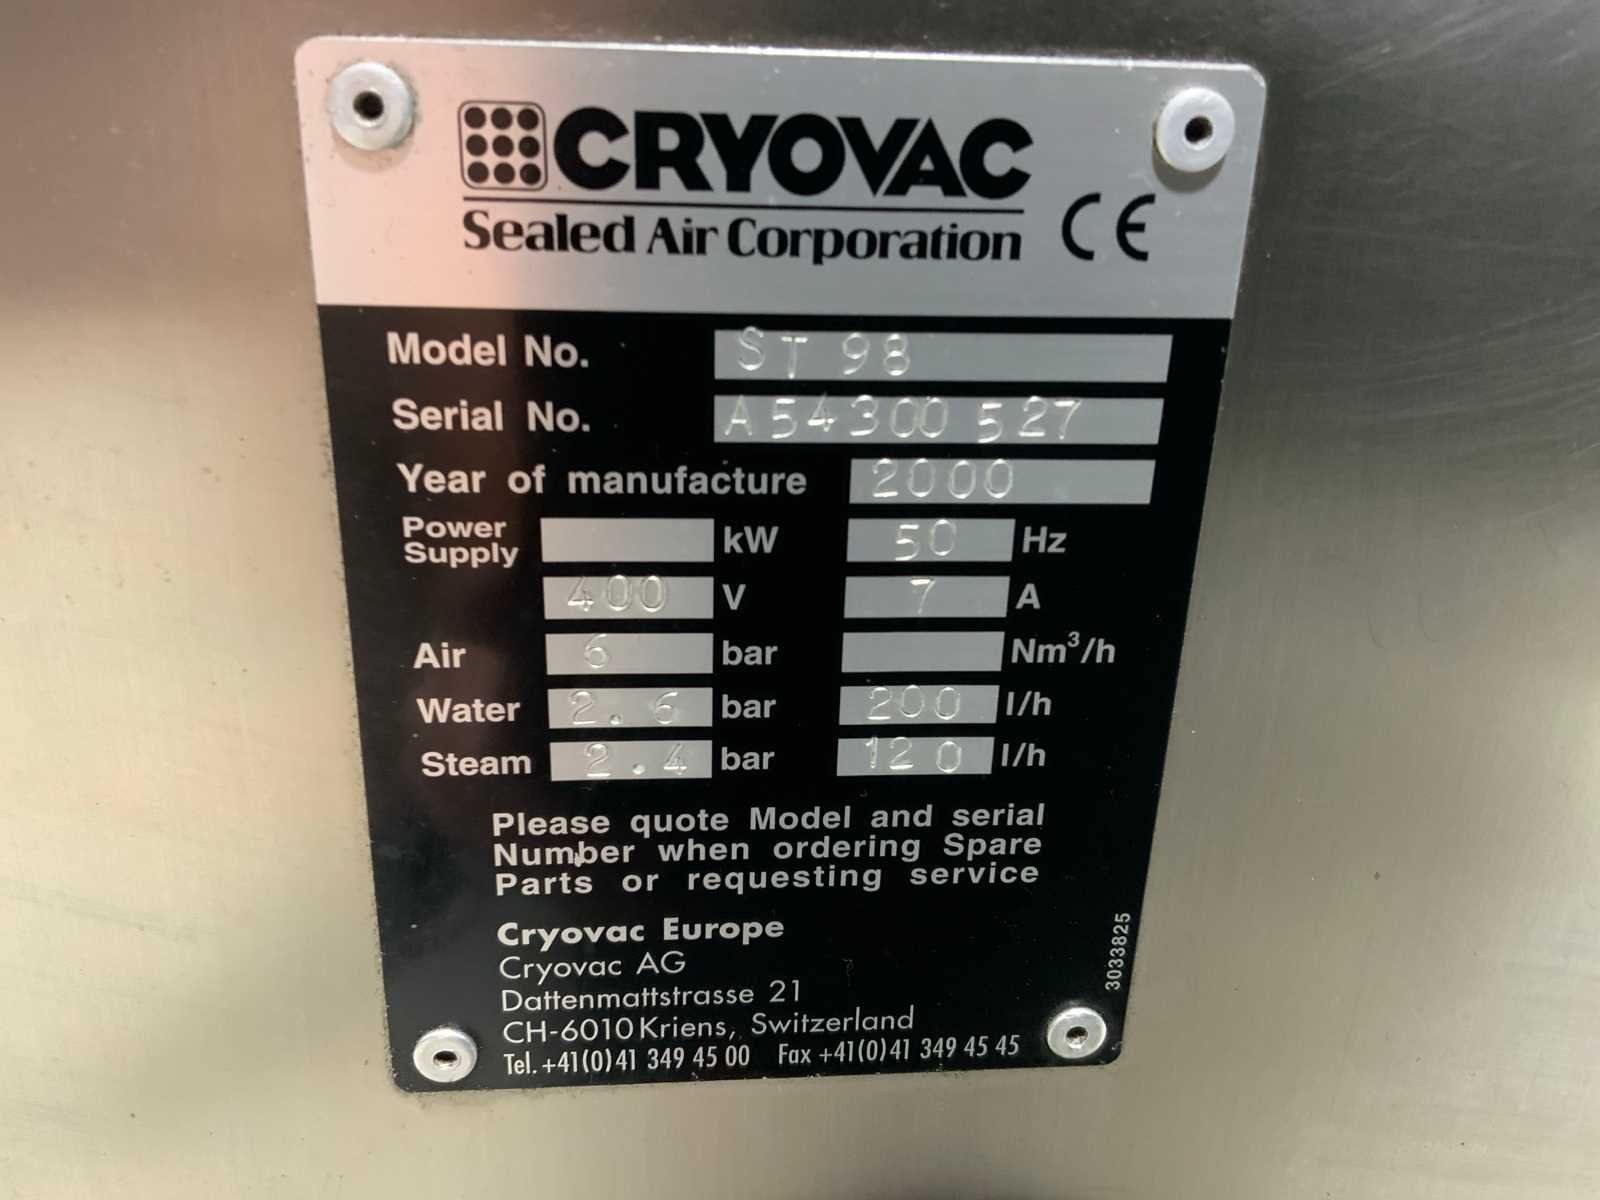 CRYOVAC
Sealed Air Corporation CE
Model No. ST 98
Serial No. A54300527
Year of manufacture 2000
Power Supply kW 50 Hz
400 V 7 A
Air 6 bar Nm³/h
Water 2.6 bar 200 l/h
Steam 2.4 bar 120 l/h
Please quote Model and serial
Number when ordering Spare
Parts or requesting service
Cryovac Europe
Cryovac AG
Dattenmattstrasse 21
CH-6010 Kriens, Switzerland
Tel. +41(0)41 349 45 00 Fax +41(0)41 349 45 45
3033825